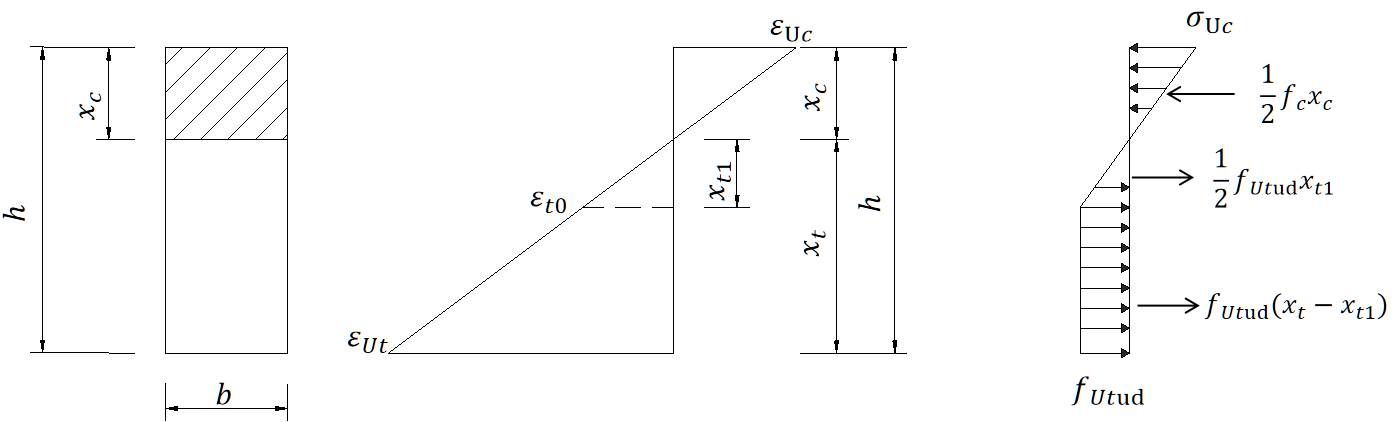 h
x_c
b
ε_Uc
ε_t0
ε_Ut
x_t1
x_c
x_t
h
σ_Uc
1/2 f_c x_c
1/2 f_Utud x_t1
f_Utud(x_t − x_t1)
f_Utud